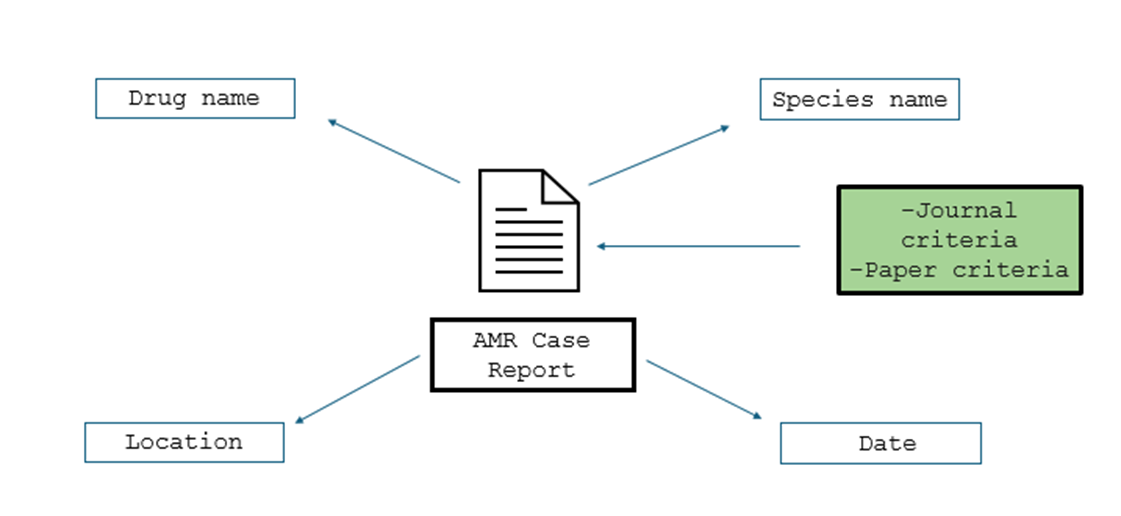 Drug name
Species name
-Journal
criteria
-Paper criteria
AMR Case
Report
Location
Date